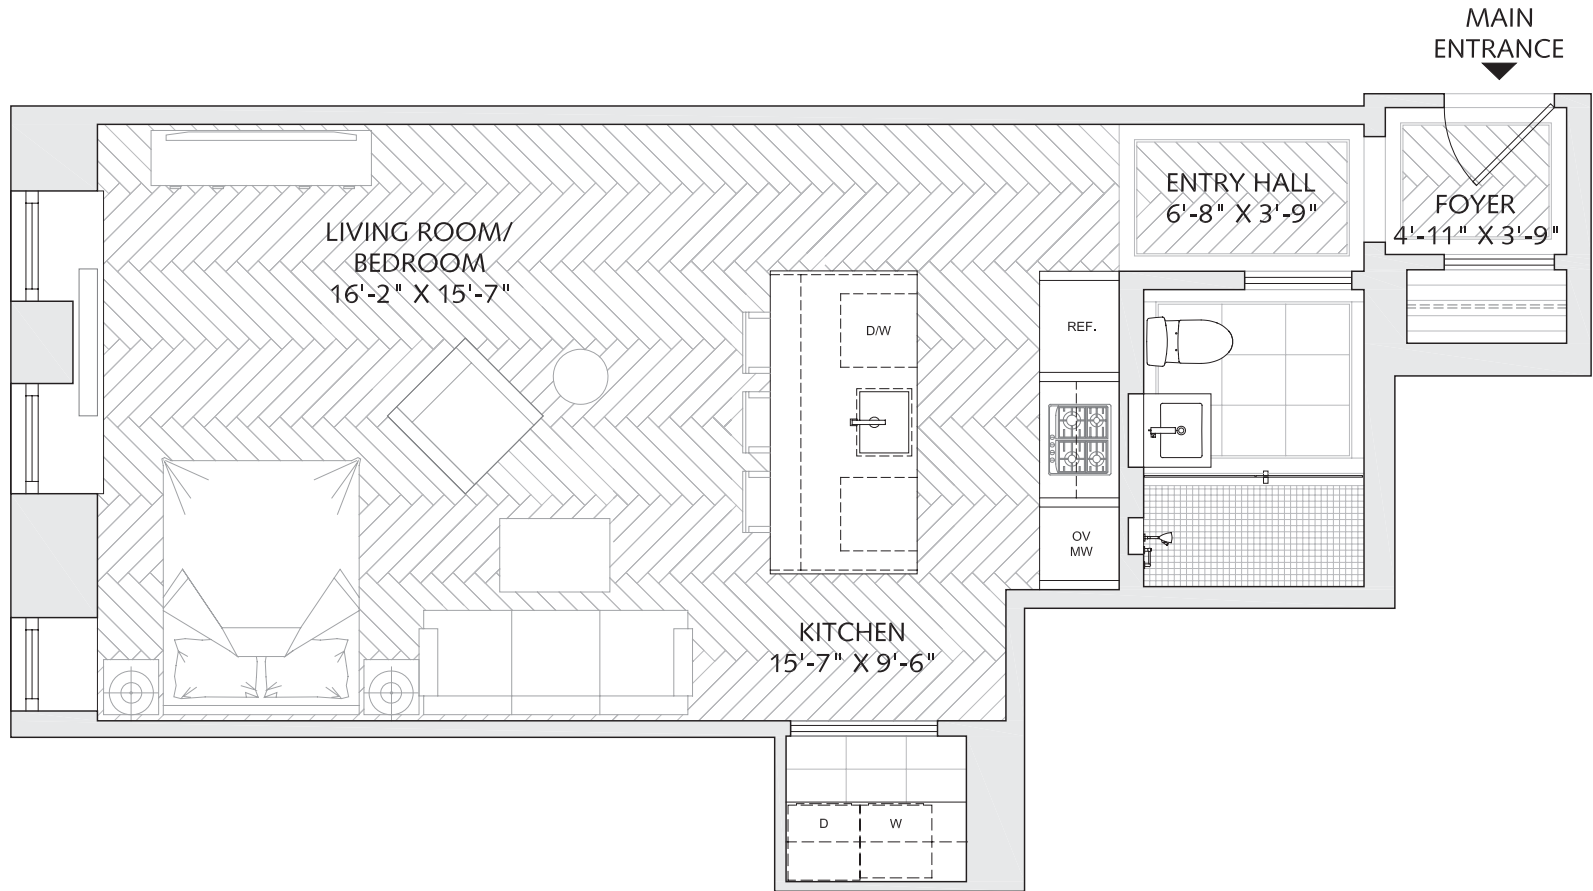 MAIN
ENTRANCE
ENTRY HALL
6'-8" X 3'-9"
FOYER
4'-11" X 3'-9"
LIVING ROOM/
BEDROOM
16'-2" X 15'-7"
D/W
REF.
OV
MW
KITCHEN
15'-7" X 9'-6"
D
W